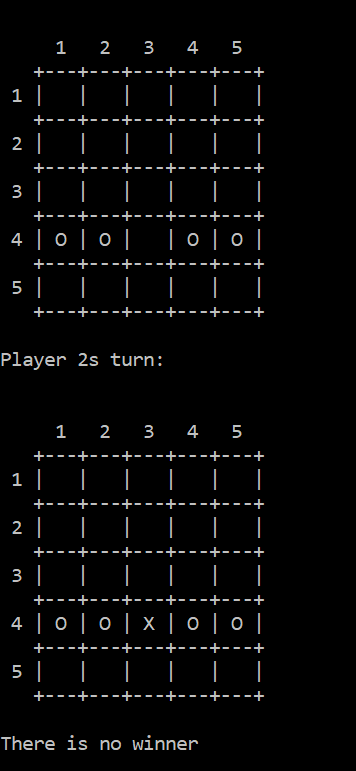 1   2   3   4   5
  +---+---+---+---+---+
1 |   |   |   |   |   |
  +---+---+---+---+---+
2 |   |   |   |   |   |
  +---+---+---+---+---+
3 |   |   |   |   |   |
  +---+---+---+---+---+
4 | O | O |   | O | O |
  +---+---+---+---+---+
5 |   |   |   |   |   |
  +---+---+---+---+---+
Player 2s turn:
    1   2   3   4   5
  +---+---+---+---+---+
1 |   |   |   |   |   |
  +---+---+---+---+---+
2 |   |   |   |   |   |
  +---+---+---+---+---+
3 |   |   |   |   |   |
  +---+---+---+---+---+
4 | O | O | X | O | O |
  +---+---+---+---+---+
5 |   |   |   |   |   |
  +---+---+---+---+---+
There is no winner